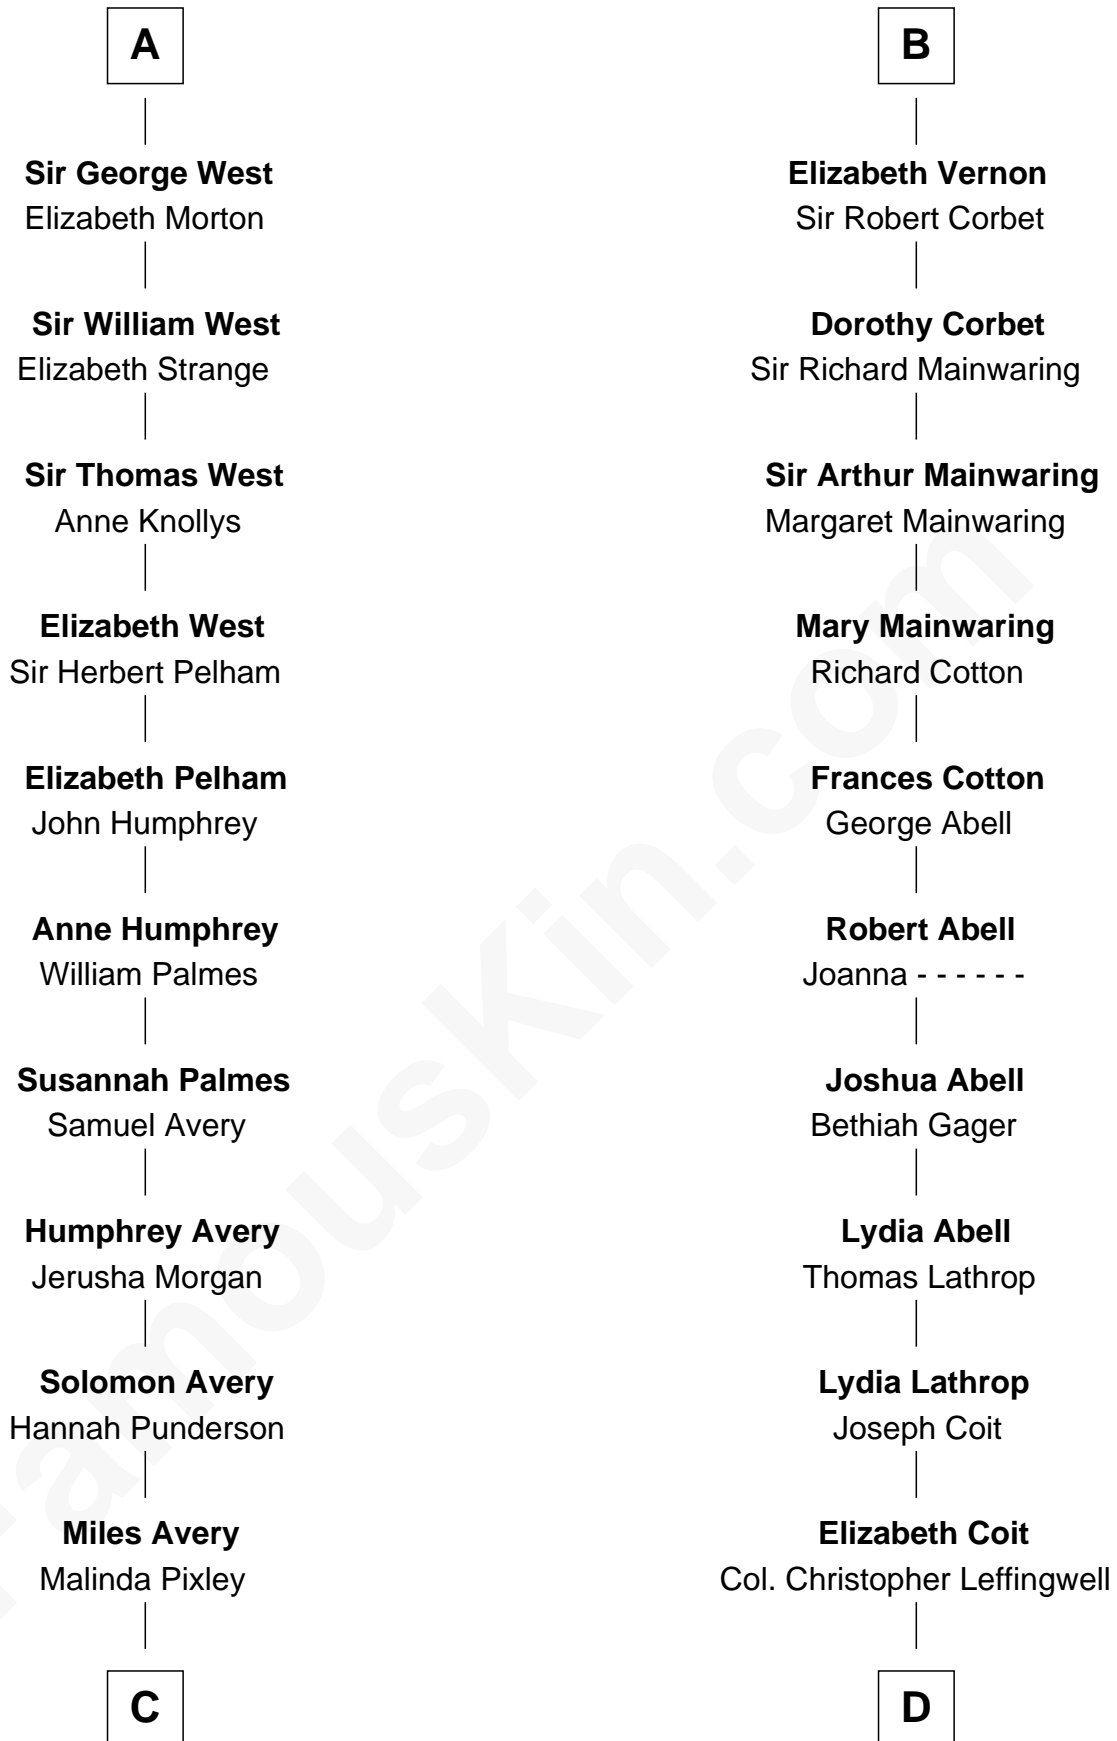 A
Sir George West
Elizabeth Morton
Sir William West
Elizabeth Strange
Sir Thomas West
Anne Knollys
Elizabeth West
Sir Herbert Pelham
Elizabeth Pelham
John Humphrey
Anne Humphrey
William Palmes
Susannah Palmes
Samuel Avery
Humphrey Avery
Jerusha Morgan
Solomon Avery
Hannah Punderson
Miles Avery
Malinda Pixley
C
B
Elizabeth Vernon
Sir Robert Corbet
Dorothy Corbet
Sir Richard Mainwaring
Sir Arthur Mainwaring
Margaret Mainwaring
Mary Mainwaring
Richard Cotton
Frances Cotton
George Abell
Robert Abell
Joanna - - - - - -
Joshua Abell
Bethiah Gager
Lydia Abell
Thomas Lathrop
Lydia Lathrop
Joseph Coit
Elizabeth Coit
Col. Christopher Leffingwell
D
FamousKin.com